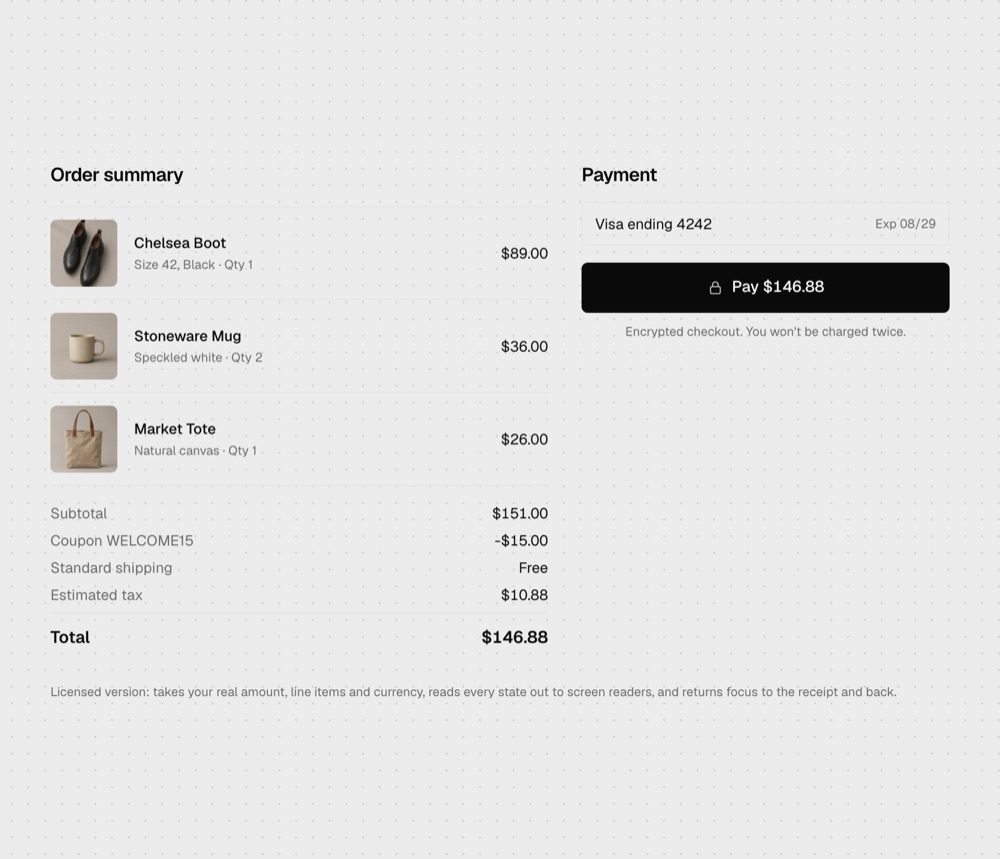 Order summary
Chelsea Boot
Size 42, Black · Qty 1
$89.00
Stoneware Mug
Speckled white · Qty 2
$36.00
Market Tote
Natural canvas · Qty 1
$26.00
Subtotal $151.00
Coupon WELCOME15 -$15.00
Standard shipping Free
Estimated tax $10.88
Total $146.88
Payment
Visa ending 4242 Exp 08/29
Pay $146.88
Encrypted checkout. You won't be charged twice.
Licensed version: takes your real amount, line items and currency, reads every state out to screen readers, and returns focus to the receipt and back.